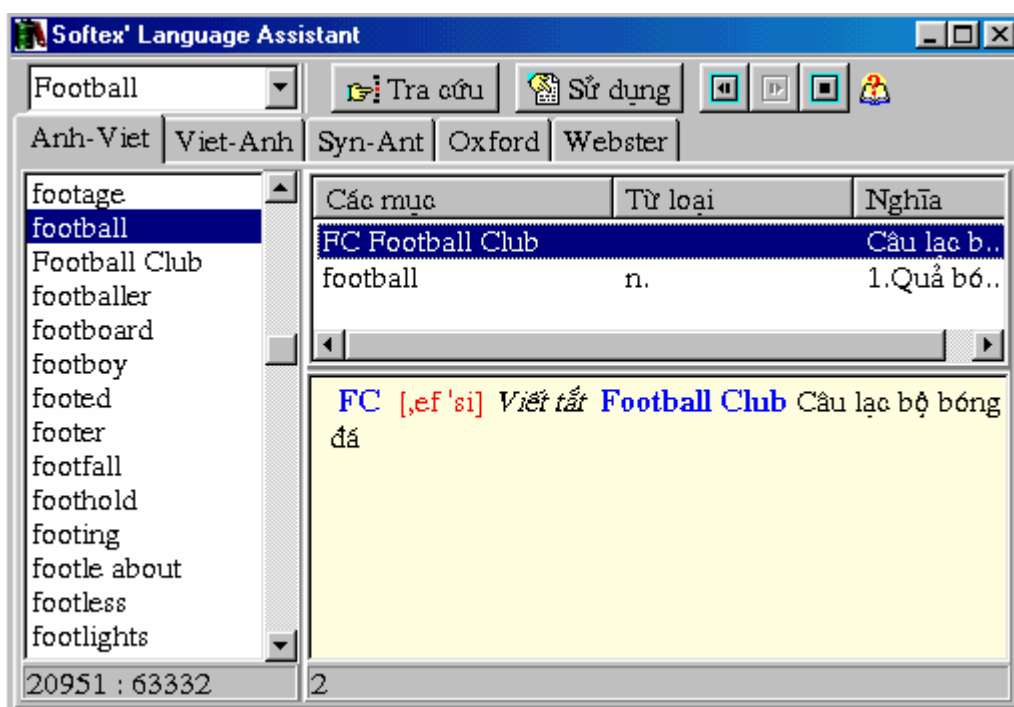 Softex' Language Assistant
Football
Tra cứu
Sử dụng
Anh-Viet
Viet-Anh
Syn-Ant
Oxford
Webster
footage
football
Football Club
footballer
footboard
footboy
footed
footer
footfall
foothold
footing
footle about
footless
footlights
20951 : 63332
Các mục
Từ loại
Nghĩa
FC Football Club
Câu lạc b..
football
n.
1.Quả bó..
FC [,ef 'si] Viết tắt Football Club Câu lạc bộ bóng
đá
2